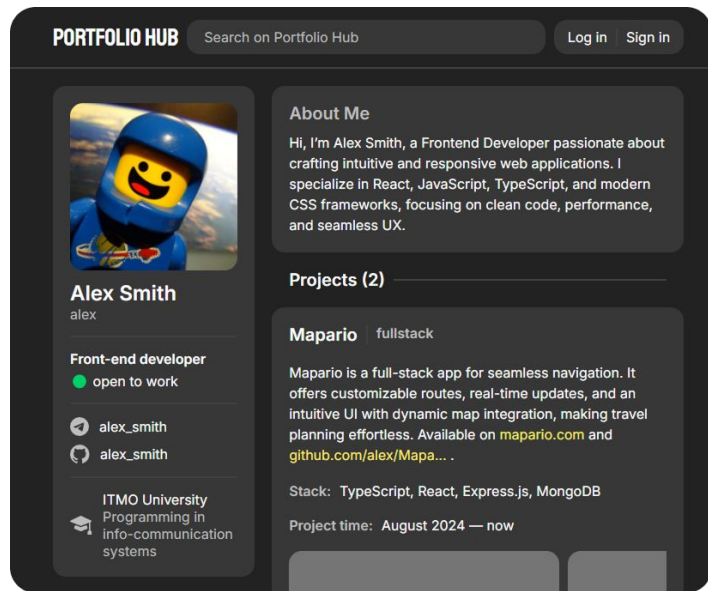 PORTFOLIO HUB
Search on Portfolio Hub
Log in
Sign in
Alex Smith
alex
Front-end developer
open to work
alex_smith
alex_smith
ITMO University
Programming in
info-communication
systems
About Me
Hi, I'm Alex Smith, a Frontend Developer passionate about
crafting intuitive and responsive web applications. I
specialize in React, JavaScript, TypeScript, and modern
CSS frameworks, focusing on clean code, performance,
and seamless UX.
Projects (2)
Mapario fullstack
Mapario is a full-stack app for seamless navigation. It
offers customizable routes, real-time updates, and an
intuitive UI with dynamic map integration, making travel
planning effortless. Available on mapario.com and
github.com/alex/Mapa... .
Stack: TypeScript, React, Express.js, MongoDB
Project time: August 2024 — now